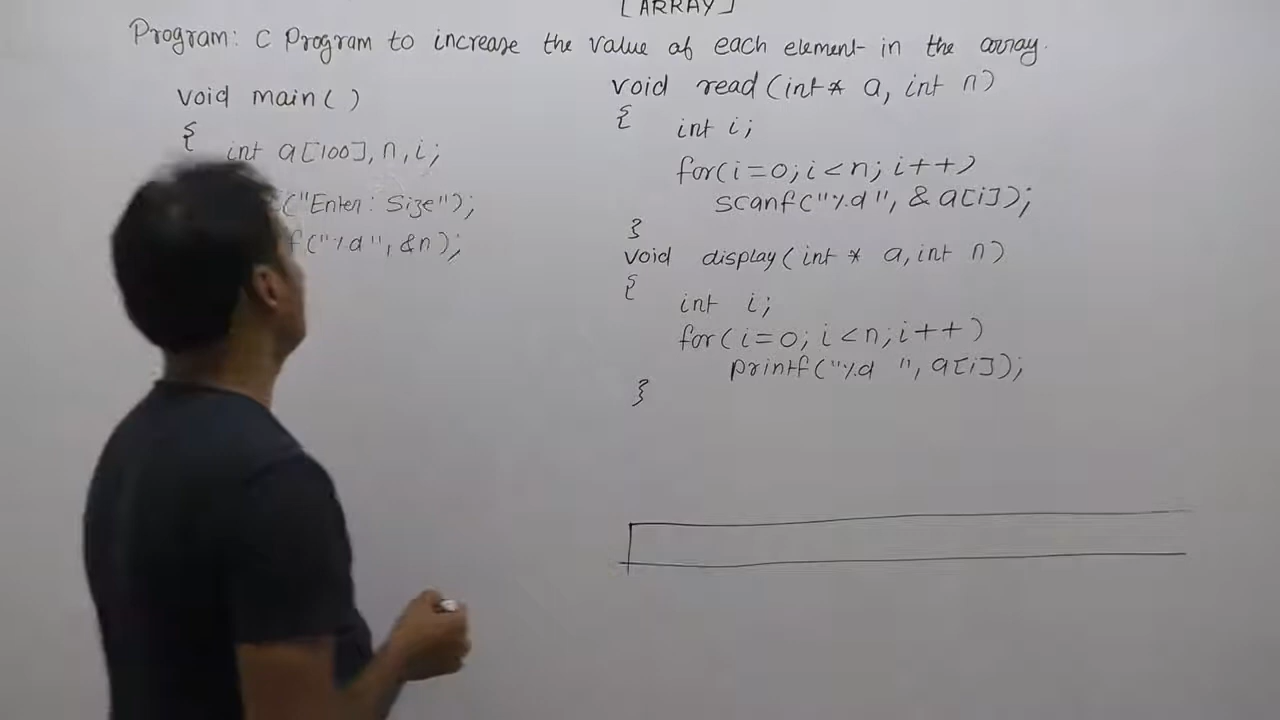 [ARRAY]
Program: C Program to increase the value of each element in the array.
void main( )
{
int a[100],n,i;
("Enter: Size");
f("%d",&n);
void read(int* a, int n)
{
int i;
for(i=0;i<n;i++)
scanf("%d", &a[i]);
}
void display(int * a,int n)
{
int i;
for(i=0;i<n;i++)
printf("%d ",a[i]);
}